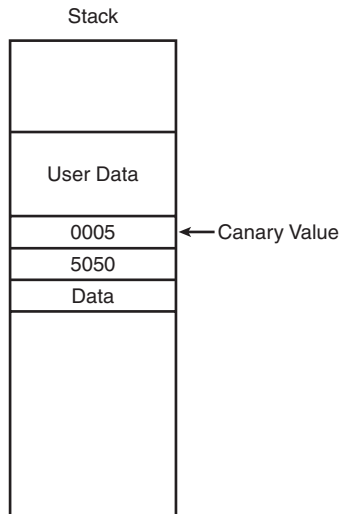 Stack
User Data
0005
Canary Value
5050
Data